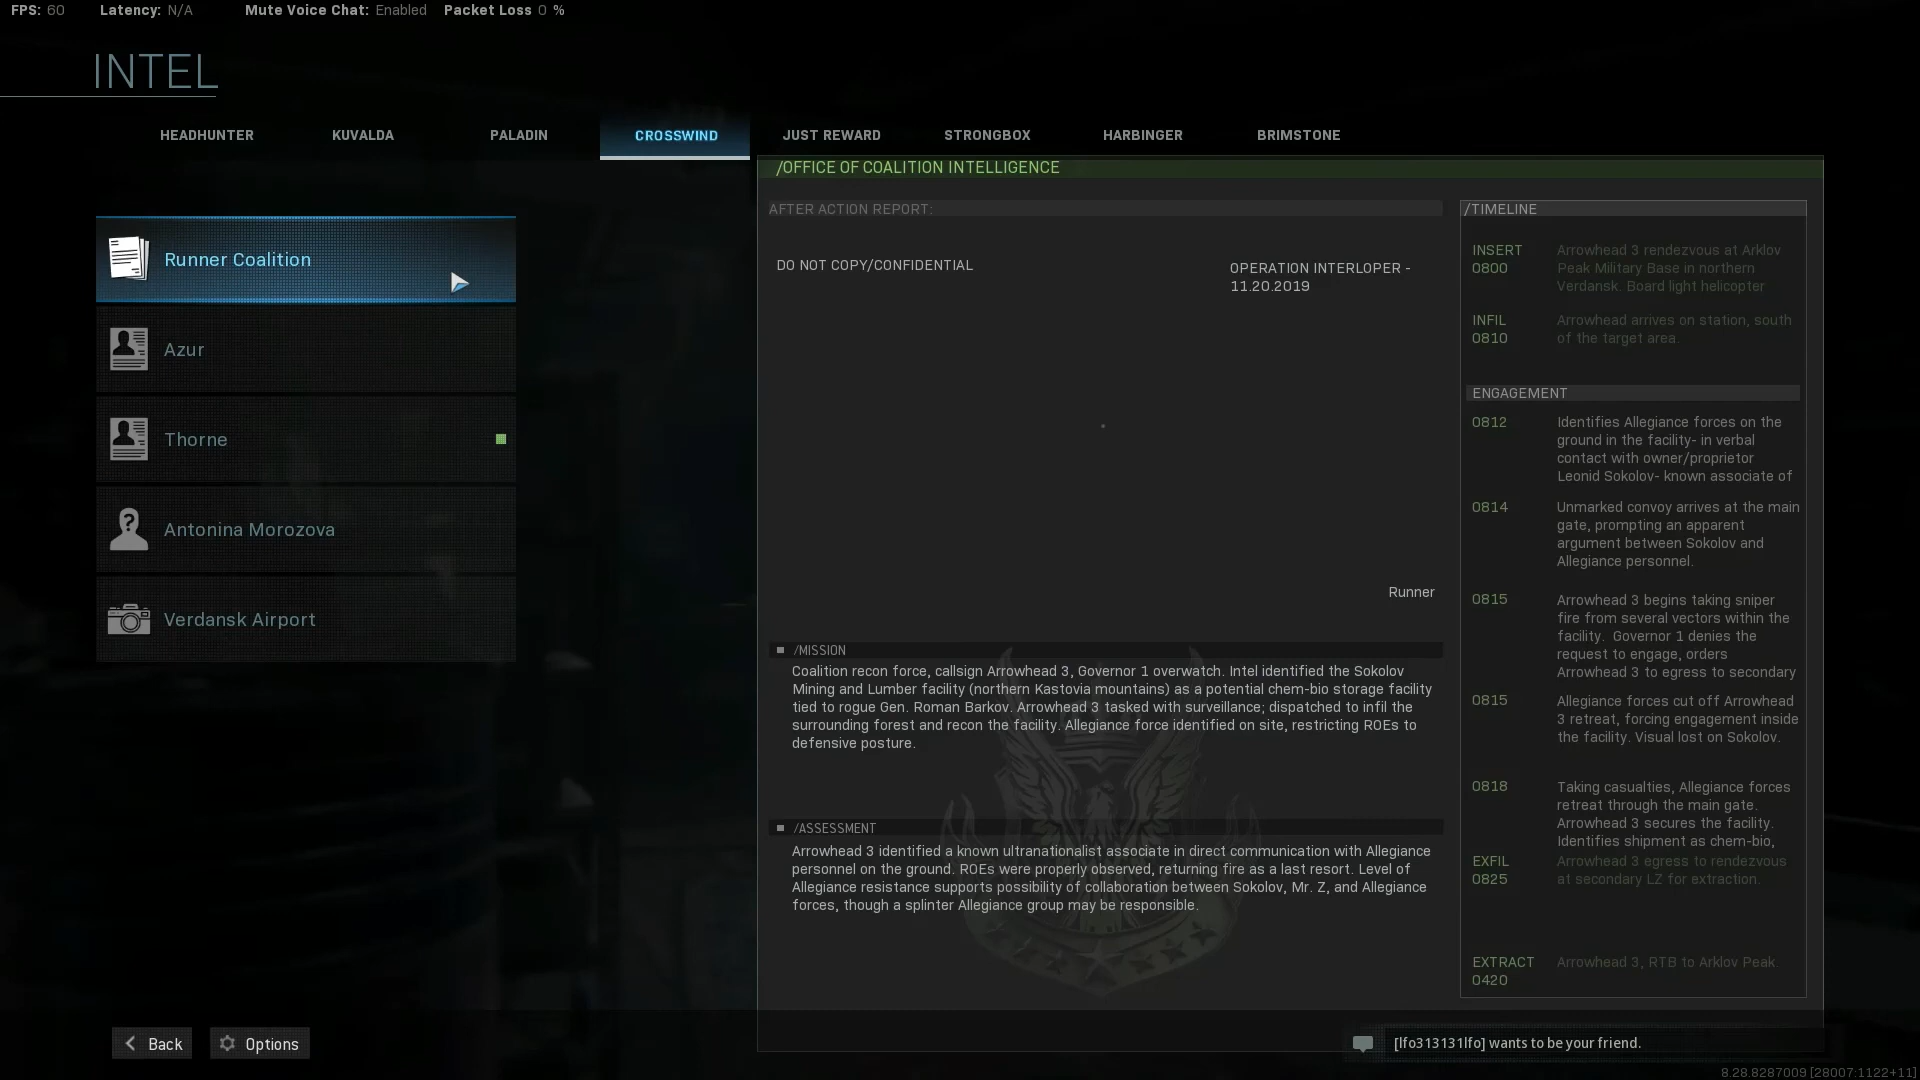 FPS: 60 Latency: N/A Mute Voice Chat: Enabled Packet Loss 0 %
INTEL
HEADHUNTER KUVALDA PALADIN CROSSWIND JUST REWARD STRONGBOX HARBINGER BRIMSTONE
Runner Coalition
Azur
Thorne
Antonina Morozova
Verdansk Airport
/OFFICE OF COALITION INTELLIGENCE
AFTER ACTION REPORT:
DO NOT COPY/CONFIDENTIAL
OPERATION INTERLOPER -
11.20.2019
Runner
/MISSION
Coalition recon force, callsign Arrowhead 3, Governor 1 overwatch. Intel identified the Sokolov
Mining and Lumber facility (northern Kastovia mountains) as a potential chem-bio storage facility
tied to rogue Gen. Roman Barkov. Arrowhead 3 tasked with surveillance; dispatched to infil the
surrounding forest and recon the facility. Allegiance force identified on site, restricting ROEs to
defensive posture.
/ASSESSMENT
Arrowhead 3 identified a known ultranationalist associate in direct communication with Allegiance
personnel on the ground. ROEs were properly observed, returning fire as a last resort. Level of
Allegiance resistance supports possibility of collaboration between Sokolov, Mr. Z, and Allegiance
forces, though a splinter Allegiance group may be responsible.
/TIMELINE
INSERT
0800
Arrowhead 3 rendezvous at Arklov
Peak Military Base in northern
Verdansk. Board light helicopter
INFIL
0810
Arrowhead arrives on station, south
of the target area.
ENGAGEMENT
0812
Identifies Allegiance forces on the
ground in the facility- in verbal
contact with owner/proprietor
Leonid Sokolov- known associate of
0814
Unmarked convoy arrives at the main
gate, prompting an apparent
argument between Sokolov and
Allegiance personnel.
0815
Arrowhead 3 begins taking sniper
fire from several vectors within the
facility. Governor 1 denies the
request to engage, orders
Arrowhead 3 to egress to secondary
0815
Allegiance forces cut off Arrowhead
3 retreat, forcing engagement inside
the facility. Visual lost on Sokolov.
0818
Taking casualties, Allegiance forces
retreat through the main gate.
Arrowhead 3 secures the facility.
Identifies shipment as chem-bio,
EXFIL
0825
Arrowhead 3 egress to rendezvous
at secondary LZ for extraction.
EXTRACT
0420
Arrowhead 3, RTB to Arklov Peak.
Back
Options
[lfo313131lfo] wants to be your friend.
8.28.8287009 [28007:1122+11]